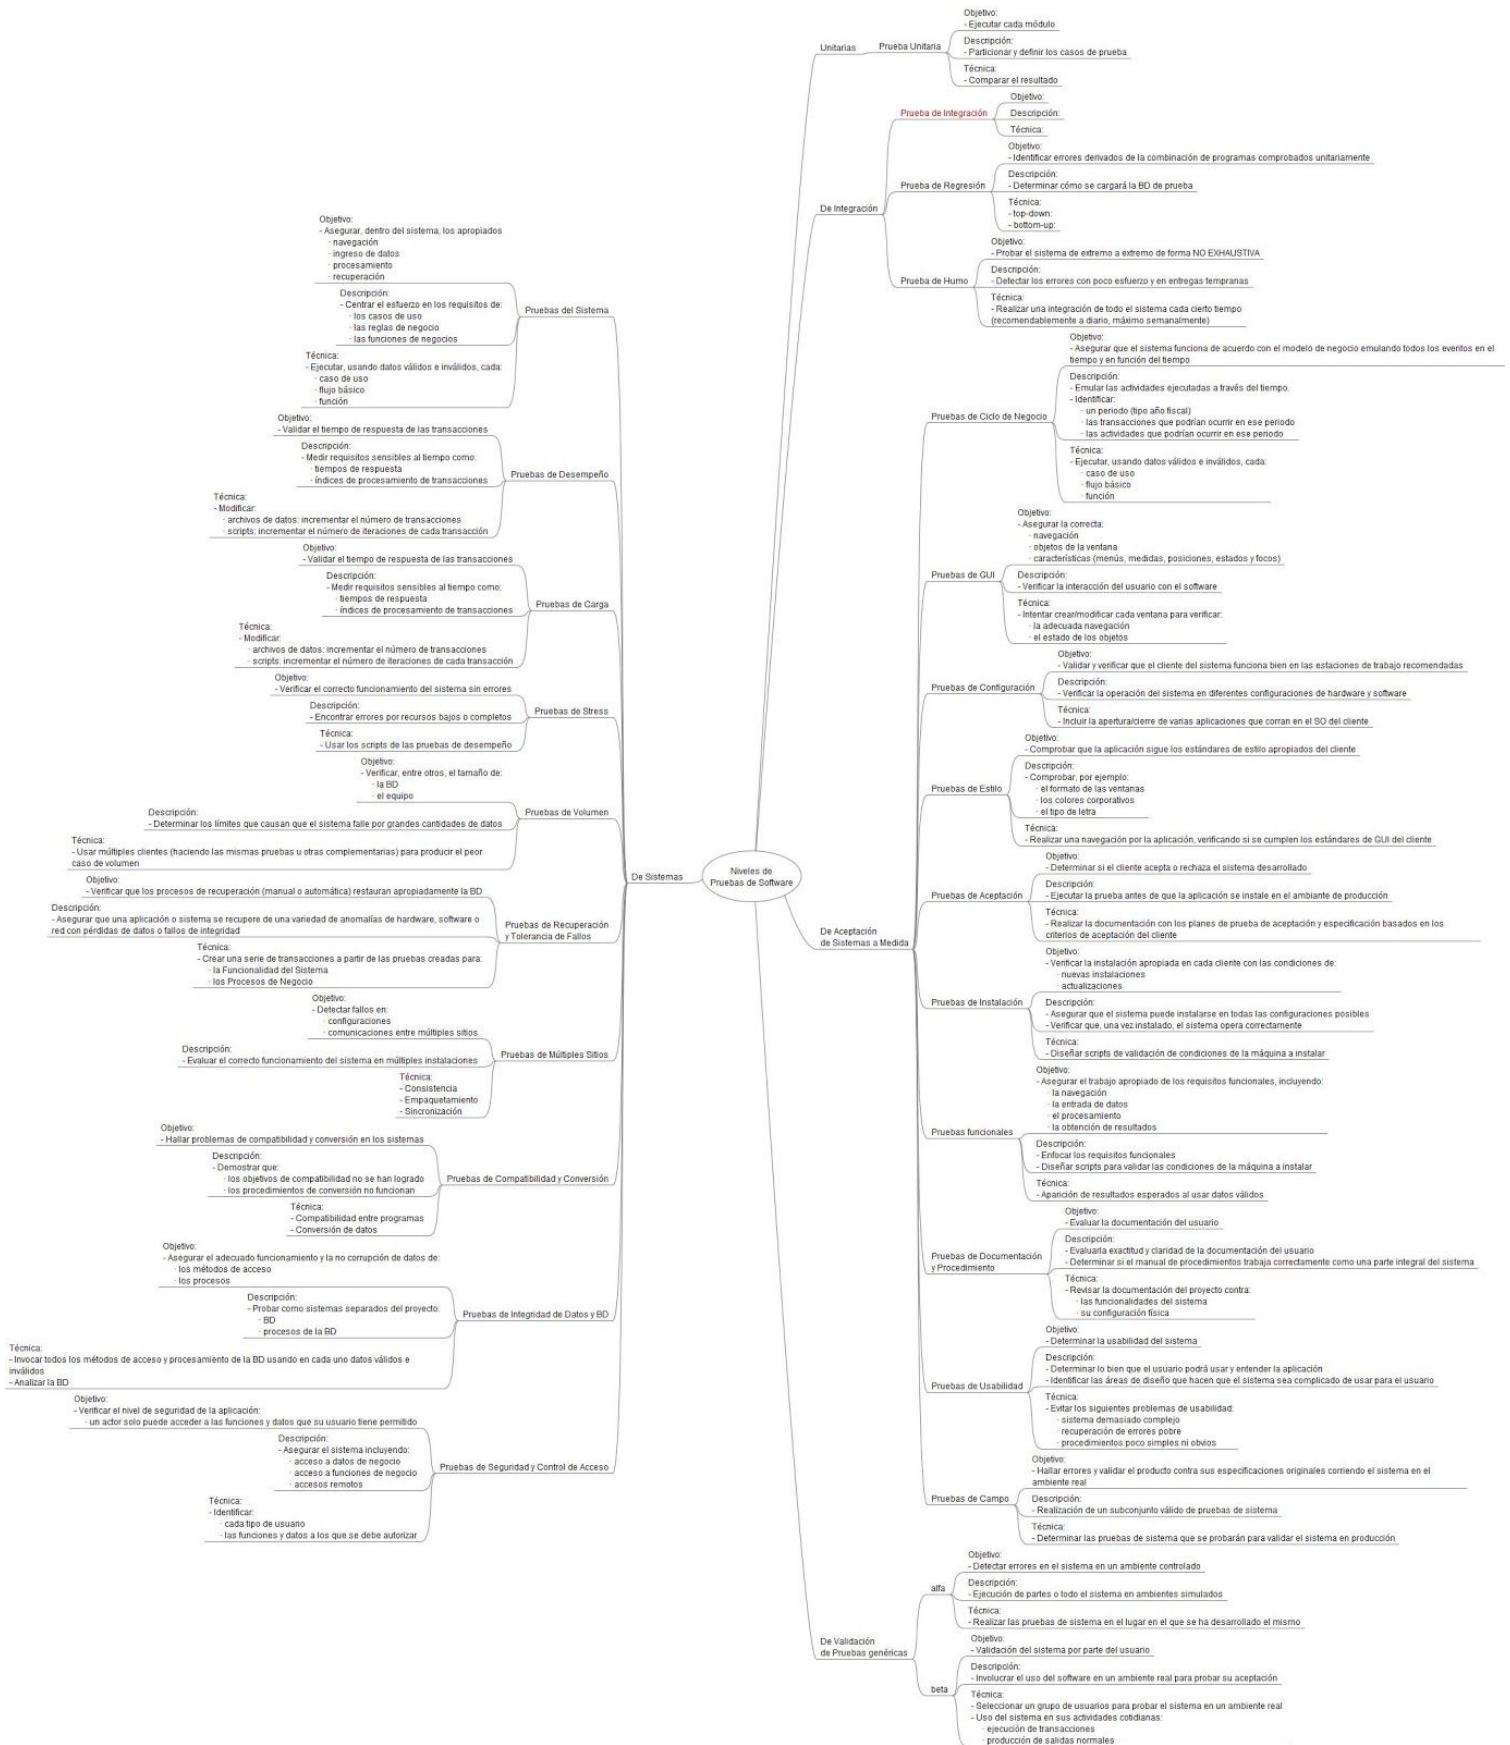 Niveles de
Pruebas de Software
Unitarias
Prueba Unitaria
Objetivo:
- Ejecutar cada módulo
Descripción:
- Particionar y definir los casos de prueba
Técnica:
- Comparar el resultado
De Integración
Prueba de Integración
Objetivo:
Descripción:
Técnica:
Prueba de Regresión
Objetivo:
- Identificar errores derivados de la combinación de programas comprobados unitariamente
Descripción:
- Determinar cómo se cargará la BD de prueba
Técnica:
- top-down:
- bottom-up:
Prueba de Humo
Objetivo:
- Probar el sistema de extremo a extremo de forma NO EXHAUSTIVA
Descripción:
- Detectar los errores con poco esfuerzo y en entregas tempranas
Técnica:
- Realizar una integración de todo el sistema cada cierto tiempo
(recomendablemente a diario, máximo semanalmente)
De Aceptación
de Sistemas a Medida
Pruebas de Ciclo de Negocio
Objetivo:
- Asegurar que el sistema funciona de acuerdo con el modelo de negocio emulando todos los eventos en el
tiempo y en función del tiempo
Descripción:
- Emular las actividades ejecutadas a través del tiempo.
- Identificar:
· un periodo (tipo año fiscal)
· las transacciones que podrían ocurrir en ese periodo
· las actividades que podrían ocurrir en ese periodo
Técnica:
- Ejecutar, usando datos válidos e inválidos, cada:
· caso de uso
· flujo básico
· función
Pruebas de GUI
Objetivo:
- Asegurar la correcta:
· navegación
· objetos de la ventana
· características (menús, medidas, posiciones, estados y focos)
Descripción:
- Verificar la interacción del usuario con el software
Técnica:
- Intentar crear/modificar cada ventana para verificar:
· la adecuada navegación
· el estado de los objetos
Pruebas de Configuración
Objetivo:
- Validar y verificar que el cliente del sistema funciona bien en las estaciones de trabajo recomendadas
Descripción:
- Verificar la operación del sistema en diferentes configuraciones de hardware y software
Técnica:
- Incluir la apertura/cierre de varias aplicaciones que corran en el SO del cliente
Pruebas de Estilo
Objetivo:
- Comprobar que la aplicación sigue los estándares de estilo apropiados del cliente
Descripción:
- Comprobar, por ejemplo:
· el formato de las ventanas
· los colores corporativos
· el tipo de letra
Técnica:
- Realizar una navegación por la aplicación, verificando si se cumplen los estándares de GUI del cliente
Pruebas de Aceptación
Objetivo:
- Determinar si el cliente acepta o rechaza el sistema desarrollado
Descripción:
- Ejecutar la prueba antes de que la aplicación se instale en el ambiente de producción
Técnica:
- Realizar la documentación con los planes de prueba de aceptación y especificación basados en los
criterios de aceptación del cliente
Pruebas de Instalación
Objetivo:
- Verificar la instalación apropiada en cada cliente con las condiciones de:
· nuevas instalaciones
· actualizaciones
Descripción:
- Asegurar que el sistema puede instalarse en todas las configuraciones posibles
- Verificar que, una vez instalado, el sistema opera correctamente
Técnica:
- Diseñar scripts de validación de condiciones de la máquina a instalar
Pruebas funcionales
Objetivo:
- Asegurar el trabajo apropiado de los requisitos funcionales, incluyendo:
· la navegación
· la entrada de datos
· el procesamiento
· la obtención de resultados
Descripción:
- Enfocar los requisitos funcionales
- Diseñar scripts para validar las condiciones de la máquina a instalar
Técnica:
- Aparición de resultados esperados al usar datos válidos
Pruebas de Documentación
y Procedimiento
Objetivo:
- Evaluar la documentación del usuario
Descripción:
- Evaluarla exactitud y claridad de la documentación del usuario
- Determinar si el manual de procedimientos trabaja correctamente como una parte integral del sistema
Técnica:
- Revisar la documentación del proyecto contra:
· las funcionalidades del sistema
· su configuración física
Pruebas de Usabilidad
Objetivo:
- Determinar la usabilidad del sistema
Descripción:
- Determinar lo bien que el usuario podrá usar y entender la aplicación
- Identificar las áreas de diseño que hacen que el sistema sea complicado de usar para el usuario
Técnica:
- Evitar los siguientes problemas de usabilidad:
· sistema demasiado complejo
· recuperación de errores pobre
· procedimientos poco simples ni obvios
Pruebas de Campo
Objetivo:
- Hallar errores y validar el producto contra sus especificaciones originales corriendo el sistema en el
ambiente real
Descripción:
- Realización de un subconjunto válido de pruebas de sistema
Técnica:
- Determinar las pruebas de sistema que se probarán para validar el sistema en producción
De Validación
de Pruebas genéricas
alfa
Objetivo:
- Detectar errores en el sistema en un ambiente controlado
Descripción:
- Ejecución de partes o todo el sistema en ambientes simulados
Técnica:
- Realizar las pruebas de sistema en el lugar en el que se ha desarrollado el mismo
beta
Objetivo:
- Validación del sistema por parte del usuario
Descripción:
- Involucrar el uso del software en un ambiente real para probar su aceptación
Técnica:
- Seleccionar un grupo de usuarios para probar el sistema en un ambiente real
- Uso del sistema en sus actividades cotidianas:
· ejecución de transacciones
· producción de salidas normales
De Sistemas
Pruebas del Sistema
Objetivo:
- Asegurar, dentro del sistema, los apropiados
· navegación
· ingreso de datos
· procesamiento
· recuperación
Descripción:
- Centrar el esfuerzo en los requisitos de:
· los casos de uso
· las reglas de negocio
· las funciones de negocios
Técnica:
- Ejecutar, usando datos válidos e inválidos, cada:
· caso de uso
· flujo básico
· función
Pruebas de Desempeño
Objetivo:
- Validar el tiempo de respuesta de las transacciones
Descripción:
- Medir requisitos sensibles al tiempo como:
· tiempos de respuesta
· índices de procesamiento de transacciones
Técnica:
- Modificar:
· archivos de datos: incrementar el número de transacciones
· scripts: incrementar el número de iteraciones de cada transacción
Pruebas de Carga
Objetivo:
- Validar el tiempo de respuesta de las transacciones
Descripción:
- Medir requisitos sensibles al tiempo como:
· tiempos de respuesta
· índices de procesamiento de transacciones
Técnica:
- Modificar:
· archivos de datos: incrementar el número de transacciones
· scripts: incrementar el número de iteraciones de cada transacción
Pruebas de Stress
Objetivo:
- Verificar el correcto funcionamiento del sistema sin errores
Descripción:
- Encontrar errores por recursos bajos o completos
Técnica:
- Usar los scripts de las pruebas de desempeño
Pruebas de Volumen
Objetivo:
- Verificar, entre otros, el tamaño de:
· la BD
· el equipo
Descripción:
- Determinar los límites que causan que el sistema falle por grandes cantidades de datos
Técnica:
- Usar múltiples clientes (haciendo las mismas pruebas u otras complementarias) para producir el peor
caso de volumen
Pruebas de Recuperación
y Tolerancia de Fallos
Objetivo:
- Verificar que los procesos de recuperación (manual o automática) restauran apropiadamente la BD
Descripción:
- Asegurar que una aplicación o sistema se recupere de una variedad de anomalías de hardware, software o
red con pérdidas de datos o fallos de integridad
Técnica:
- Crear una serie de transacciones a partir de las pruebas creadas para:
· la Funcionalidad del Sistema
· los Procesos de Negocio
Pruebas de Múltiples Sitios
Objetivo:
- Detectar fallos en:
· configuraciones
· comunicaciones entre múltiples sitios
Descripción:
- Evaluar el correcto funcionamiento del sistema en múltiples instalaciones
Técnica:
- Consistencia
- Empaquetamiento
- Sincronización
Pruebas de Compatibilidad y Conversión
Objetivo:
- Hallar problemas de compatibilidad y conversión en los sistemas
Descripción:
- Demostrar que:
· los objetivos de compatibilidad no se han logrado
· los procedimientos de conversión no funcionan
Técnica:
- Compatibilidad entre programas
- Conversión de datos
Pruebas de Integridad de Datos y BD
Objetivo:
- Asegurar el adecuado funcionamiento y la no corrupción de datos de:
· los métodos de acceso
· los procesos
Descripción:
- Probar como sistemas separados del proyecto:
· BD
· procesos de la BD
Técnica:
- Invocar todos los métodos de acceso y procesamiento de la BD usando en cada uno datos válidos e
inválidos
- Analizar la BD
Pruebas de Seguridad y Control de Acceso
Objetivo:
- Verificar el nivel de seguridad de la aplicación:
· un actor solo puede acceder a las funciones y datos que su usuario tiene permitido
Descripción:
- Asegurar el sistema incluyendo:
· acceso a datos de negocio
· acceso a funciones de negocio
· accesos remotos
Técnica:
- Identificar:
· cada tipo de usuario
· las funciones y datos a los que se debe autorizar